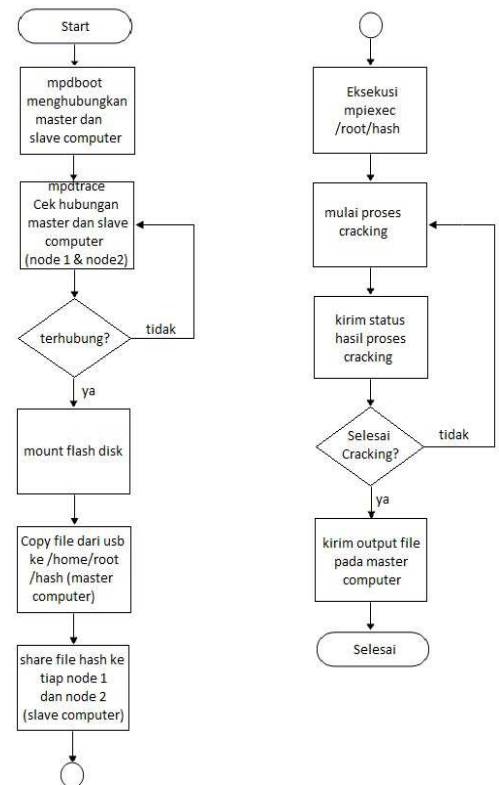 Start
mpdboot
menghubungkan
master dan
slave computer
mpdtrace
Cek hubungan
master dan slave
computer
(node 1 & node2)
terhubung?
tidak
ya
mount flash disk
Copy file dari usb
ke /home/root
/hash (master
computer)
share file hash ke
tiap node 1
dan node 2
(slave computer)
Eksekusi
mpiexec
/root/hash
mulai proses
cracking
kirim status
hasil proses
cracking
Selesai
Cracking?
tidak
ya
kirim output file
pada master
computer
Selesai